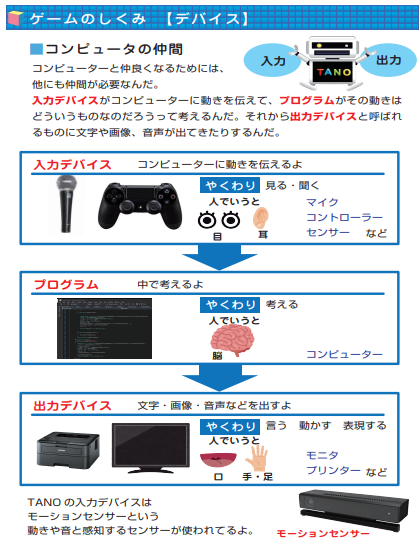 ゲームのしくみ 【デバイス】
■コンピュータの仲間
入力
TANO
出力
コンピューターと仲良くなるためには、
他にも仲間が必要なんだ。
入力デバイスがコンピューターに動きを伝えて、プログラムがその動きは
どういうものなのだろうって考えるんだ。それから出力デバイスと呼ばれ
るものに文字や画像、音声が出てきたりするんだ。
入力デバイス コンピューターに動きを伝えるよ
やくわり 見る・聞く
人でいうと
目 耳
マイク
コントローラー
センサー など
プログラム 中で考えるよ
やくわり 考える
人でいうと
脳
コンピューター
出力デバイス 文字・画像・音声などを出すよ
やくわり 言う 動かす 表現する
人でいうと
口 手・足
モニタ
プリンター など
TANOの入力デバイスは
モーションセンサーという
動きや音と感知するセンサーが使われてるよ。
モーションセンサー